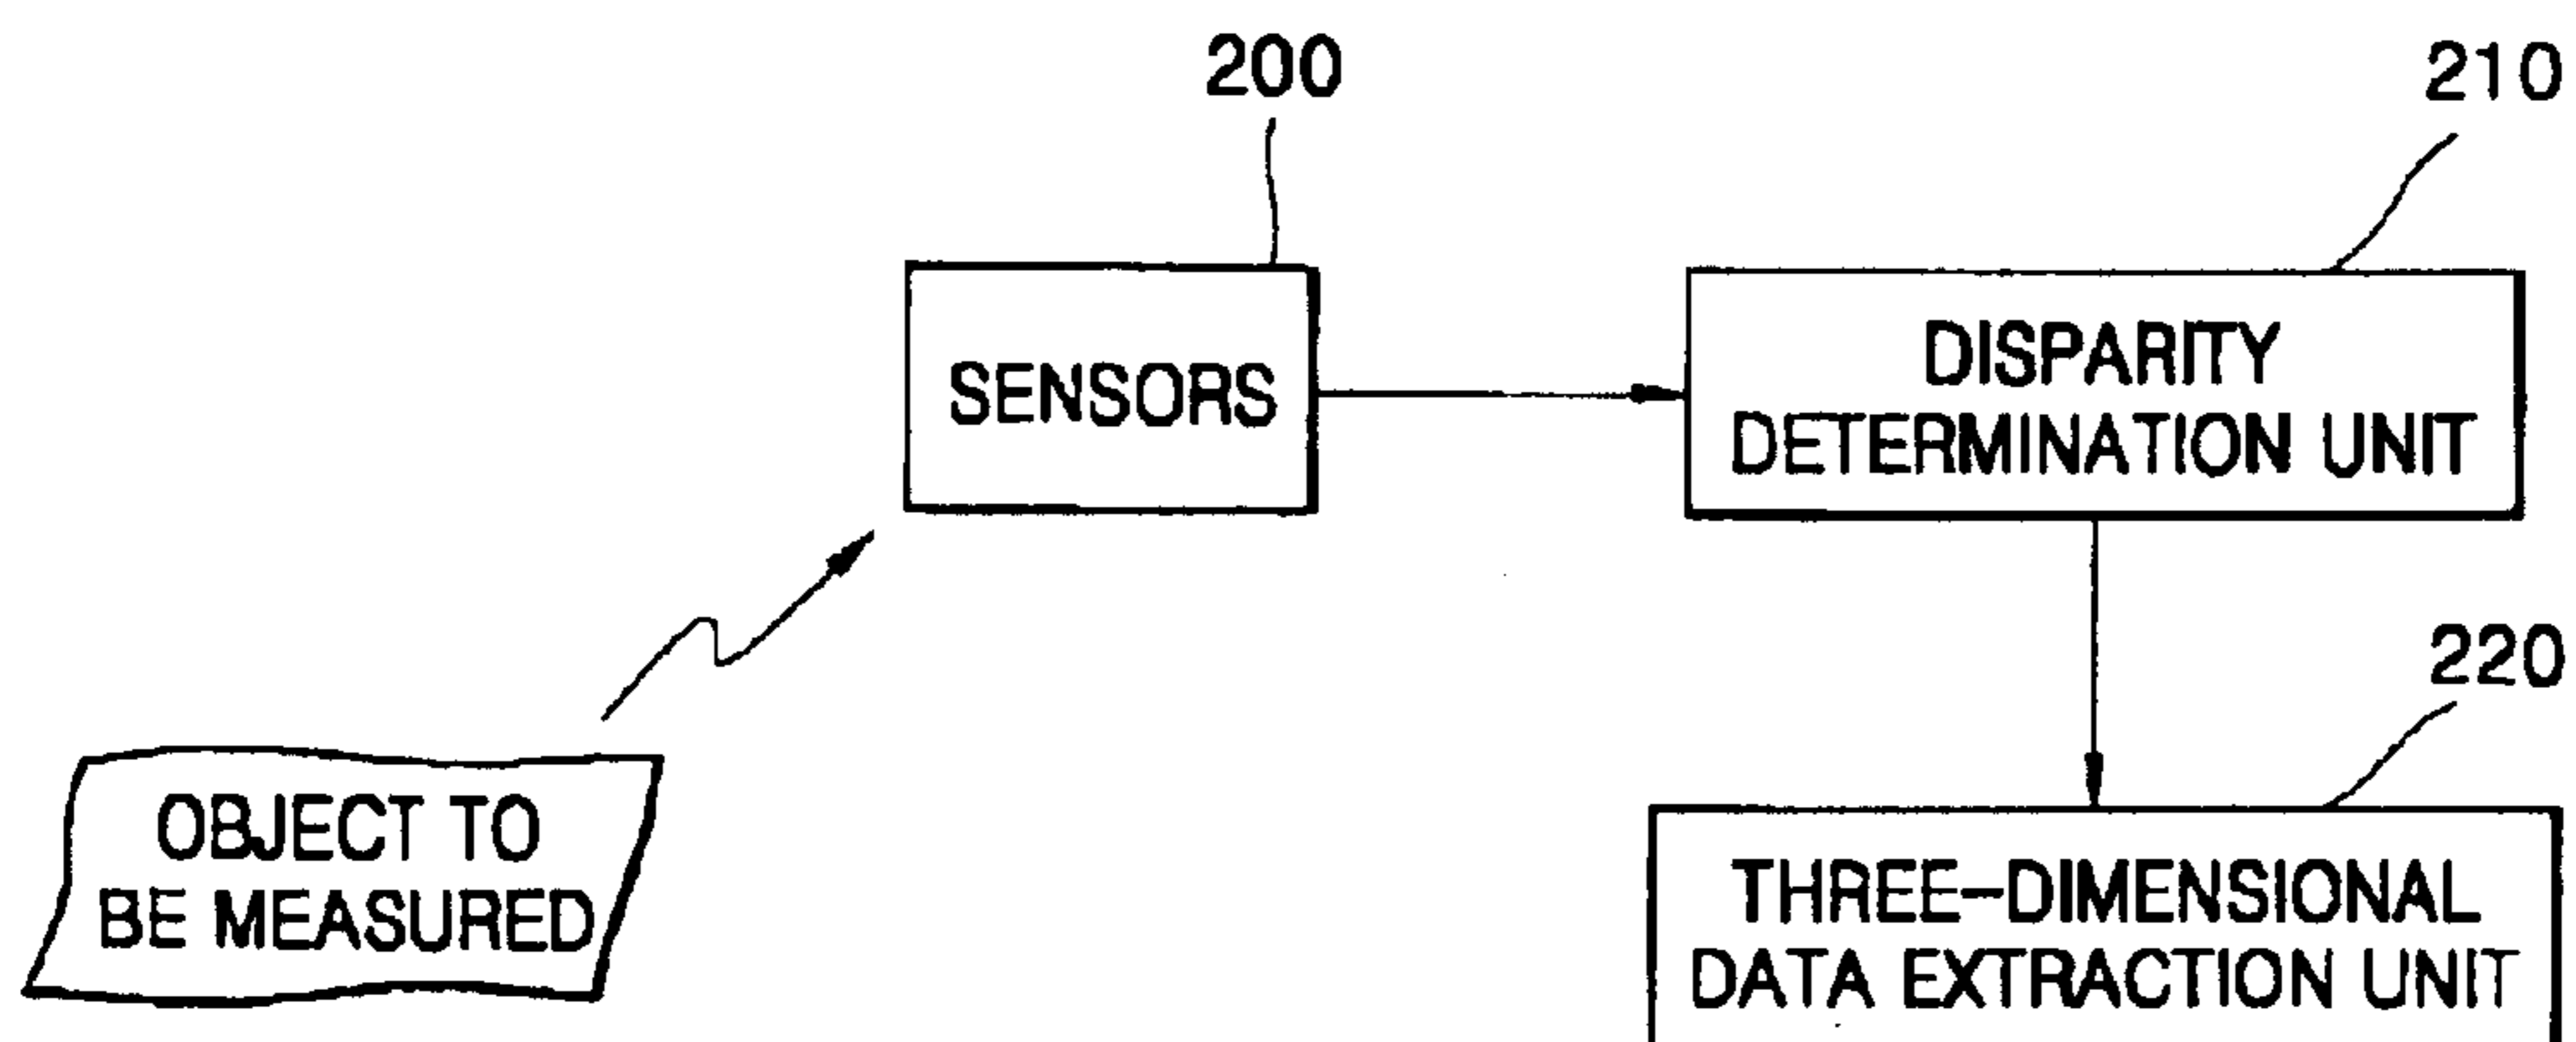 200
210
SENSORS
DISPARITY
DETERMINATION UNIT
220
OBJECT TO
BE MEASURED
THREE-DIMENSIONAL
DATA EXTRACTION UNIT